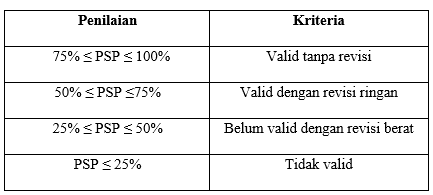 Penilaian Kriteria
75% ≤ PSP ≤ 100% Valid tanpa revisi
50% ≤ PSP ≤75% Valid dengan revisi ringan
25% ≤ PSP ≤ 50% Belum valid dengan revisi berat
PSP ≤ 25% Tidak valid